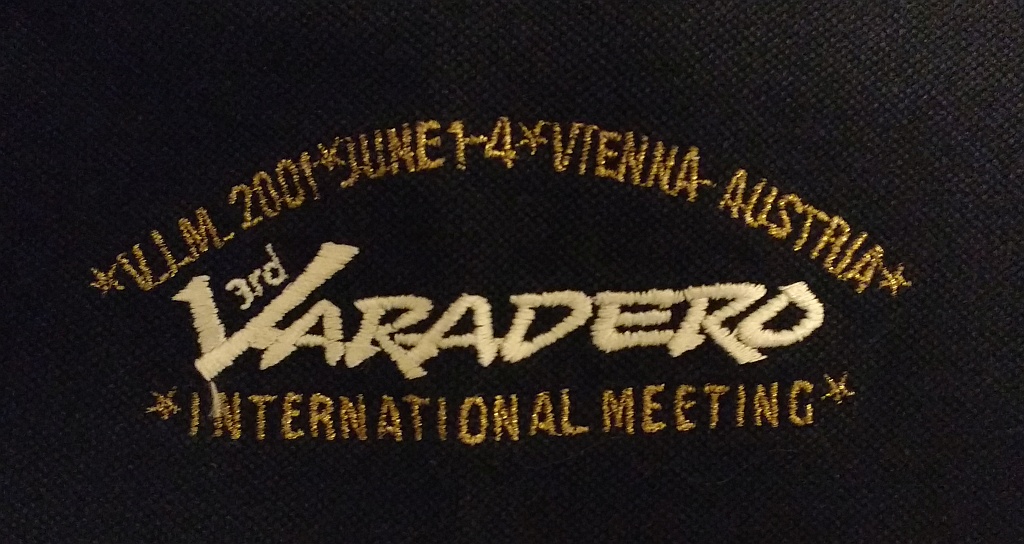 *V.I.M. 2001*JUNE 1-4*VIENNA-AUSTRIA*
3rd
VARADERO
*INTERNATIONAL MEETING*